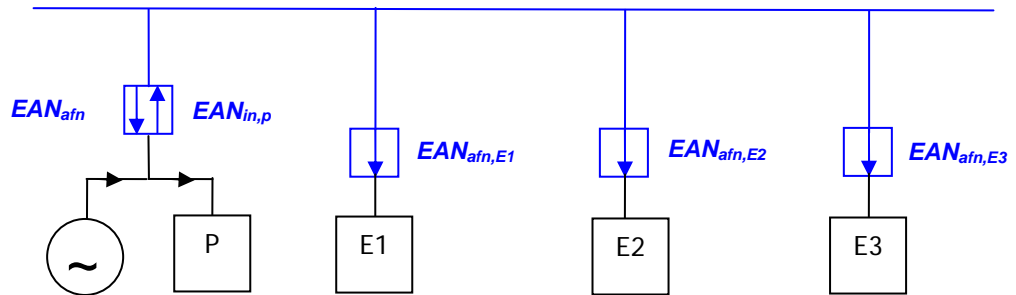 EANafn
EANin,p
EANafn,E1
EANafn,E2
EANafn,E3
~
P
E1
E2
E3